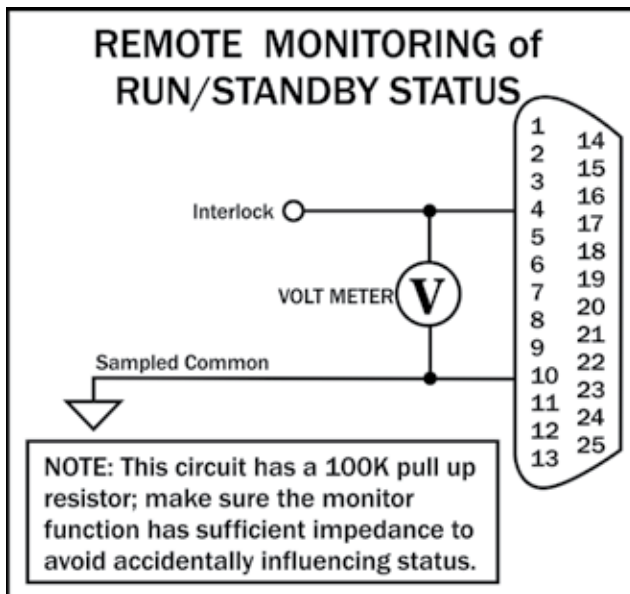 REMOTE MONITORING of
RUN/STANDBY STATUS
Interlock
VOLT METER
V
Sampled Common
1
2
3
4
5
6
7
8
9
10
11
12
13
14
15
16
17
18
19
20
21
22
23
24
25
NOTE: This circuit has a 100K pull up
resistor; make sure the monitor
function has sufficient impedance to
avoid accidentally influencing status.